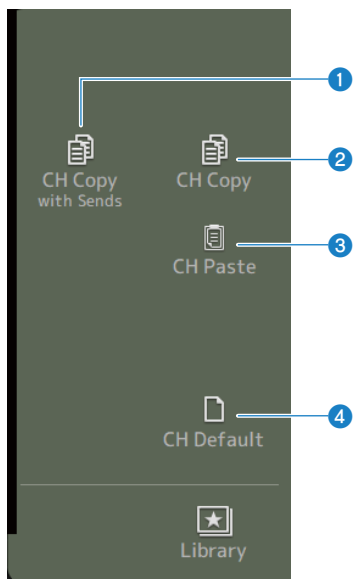 1
CH Copy
with Sends
CH Copy
2
CH Paste
3
CH Default
4
Library